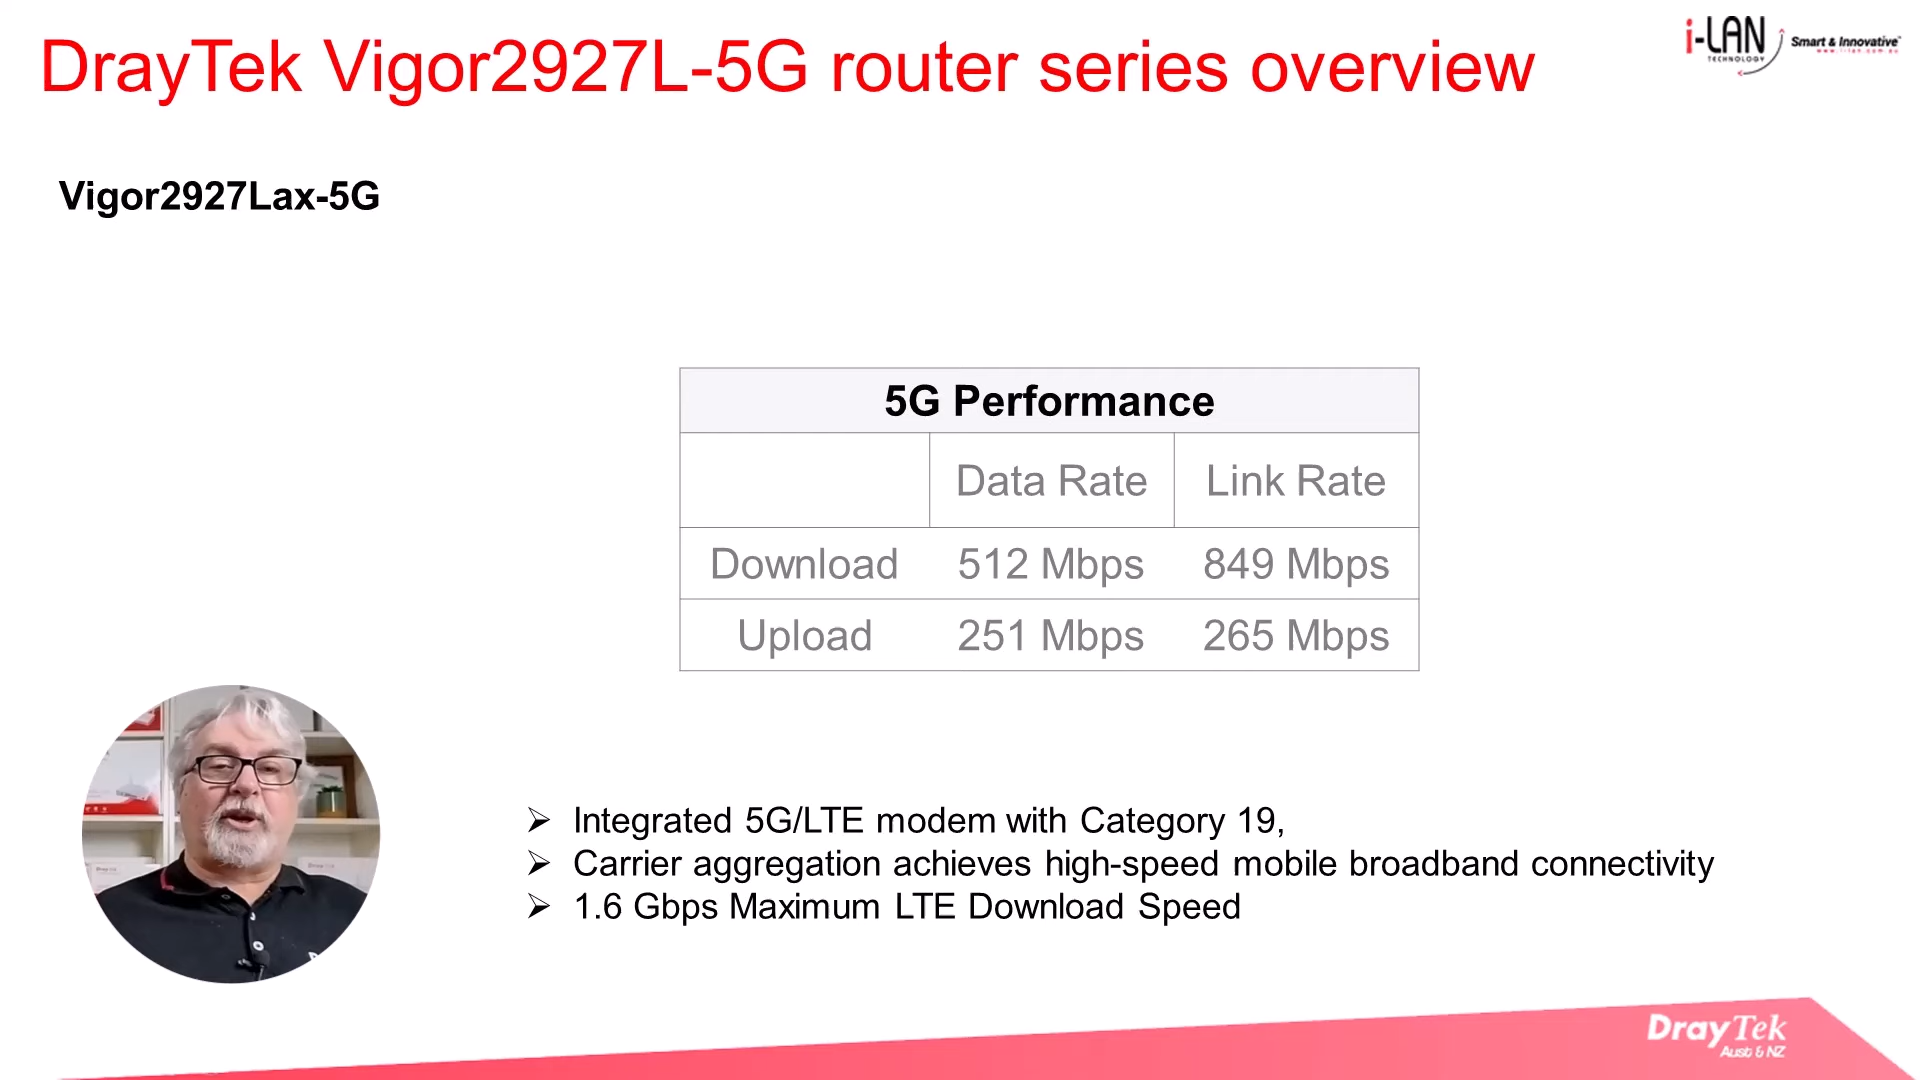 DrayTek Vigor2927L-5G router series overview
i-LAN
TECHNOLOGY
Smart & Innovative
Vigor2927Lax-5G
5G Performance
Data Rate Link Rate
Download 512 Mbps 849 Mbps
Upload 251 Mbps 265 Mbps
➢ Integrated 5G/LTE modem with Category 19,
➢ Carrier aggregation achieves high-speed mobile broadband connectivity
➢ 1.6 Gbps Maximum LTE Download Speed
DrayTek
Aust & NZ